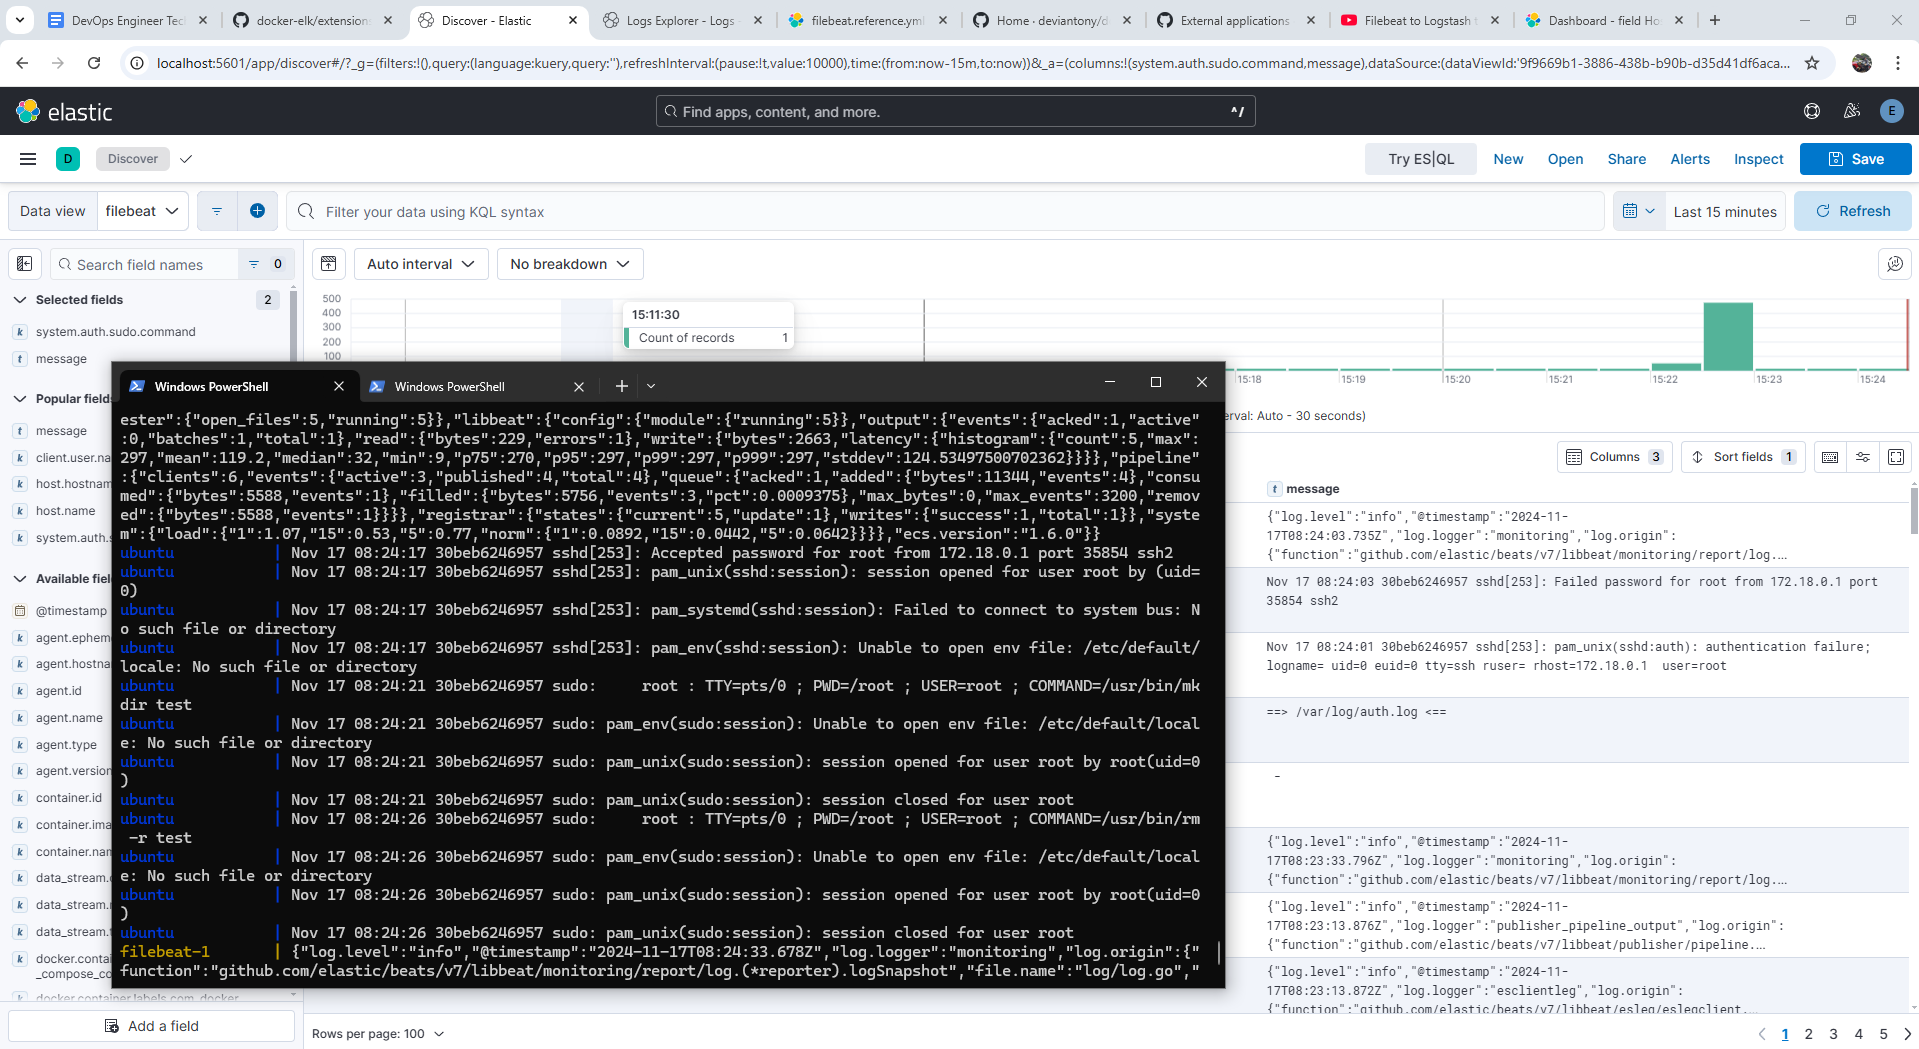 DevOps Engineer Tec
docker-elk/extension
Discover - Elastic
Logs Explorer - Logs
filebeat.reference.yml
Home · deviantony/d
External applications
Filebeat to Logstash t
Dashboard - field Ho
localhost:5601/app/discover#/?_g=(filters:!(),query:(language:kuery,query:''),refreshInterval:(pause:!t,value:10000),time:(from:now-15m,to:now))&_a=(columns:!(system.auth.sudo.command,message),dataSource:(dataViewId:'9f9669b1-3886-438b-b90b-d35d41df6aca...
elastic
Find apps, content, and more.
^/
E
D
Discover
Try ES|QL
New
Open
Share
Alerts
Inspect
Save
Data view
filebeat
Filter your data using KQL syntax
Last 15 minutes
Refresh
Search field names
0
Auto interval
No breakdown
Selected fields
2
k system.auth.sudo.command
t message
500
400
300
200
100
15:11:30
Count of records 1
15:18
15:19
15:20
15:21
15:22
15:23
15:24
erval: Auto - 30 seconds)
Popular field
t message
k client.user.na
k host.hostnam
k host.name
k system.auth.s
Available fiel
@timestamp
k agent.epheme
k agent.hostna
k agent.id
k agent.name
k agent.type
k agent.version
k container.id
k container.ima
k container.nam
k data_stream.
k data_stream.
k data_stream.t
k docker.contai
_compose_co
docker.container.labels.com_docker
Add a field
Windows PowerShell
Windows PowerShell
ester":{"open_files":5,"running":5}},"libbeat":{"config":{"module":{"running":5}},"output":{"events":{"acked":1,"active"
:0,"batches":1,"total":1},"read":{"bytes":229,"errors":1},"write":{"bytes":2663,"latency":{"histogram":{"count":5,"max":
297,"mean":119.2,"median":32,"min":9,"p75":270,"p95":297,"p99":297,"p999":297,"stddev":124.53497500702362}}}},"pipeline"
:{"clients":6,"events":{"active":3,"published":4,"total":4},"queue":{"acked":1,"added":{"bytes":11344,"events":4},"consu
med":{"bytes":5588,"events":1},"filled":{"bytes":5756,"events":3,"pct":0.0009375},"max_bytes":0,"max_events":3200,"remov
ed":{"bytes":5588,"events":1}}}},"registrar":{"states":{"current":5,"update":1},"writes":{"success":1,"total":1}},"syste
m":{"load":{"1":1.07,"15":0.53,"5":0.77,"norm":{"1":0.0892,"15":0.0442,"5":0.0642}}}},"ecs.version":"1.6.0"}}
ubuntu | Nov 17 08:24:17 30beb6246957 sshd[253]: Accepted password for root from 172.18.0.1 port 35854 ssh2
ubuntu | Nov 17 08:24:17 30beb6246957 sshd[253]: pam_unix(sshd:session): session opened for user root by (uid=
0)
ubuntu | Nov 17 08:24:17 30beb6246957 sshd[253]: pam_systemd(sshd:session): Failed to connect to system bus: N
o such file or directory
ubuntu | Nov 17 08:24:17 30beb6246957 sshd[253]: pam_env(sshd:session): Unable to open env file: /etc/default/
locale: No such file or directory
ubuntu | Nov 17 08:24:21 30beb6246957 sudo: root : TTY=pts/0 ; PWD=/root ; USER=root ; COMMAND=/usr/bin/mk
dir test
ubuntu | Nov 17 08:24:21 30beb6246957 sudo: pam_env(sudo:session): Unable to open env file: /etc/default/local
e: No such file or directory
ubuntu | Nov 17 08:24:21 30beb6246957 sudo: pam_unix(sudo:session): session opened for user root by root(uid=0
)
ubuntu | Nov 17 08:24:21 30beb6246957 sudo: pam_unix(sudo:session): session closed for user root
ubuntu | Nov 17 08:24:26 30beb6246957 sudo: root : TTY=pts/0 ; PWD=/root ; USER=root ; COMMAND=/usr/bin/rm
-r test
ubuntu | Nov 17 08:24:26 30beb6246957 sudo: pam_env(sudo:session): Unable to open env file: /etc/default/local
e: No such file or directory
ubuntu | Nov 17 08:24:26 30beb6246957 sudo: pam_unix(sudo:session): session opened for user root by root(uid=0
)
ubuntu | Nov 17 08:24:26 30beb6246957 sudo: pam_unix(sudo:session): session closed for user root
filebeat-1 | {"log.level":"info","@timestamp":"2024-11-17T08:24:33.678Z","log.logger":"monitoring","log.origin":{"
function":"github.com/elastic/beats/v7/libbeat/monitoring/report/log.(*reporter).logSnapshot","file.name":"log/log.go","
Columns 3
Sort fields 1
t message
{"log.level":"info","@timestamp":"2024-11-
17T08:24:03.735Z","log.logger":"monitoring","log.origin":
{"function":"github.com/elastic/beats/v7/libbeat/monitoring/report/log.…
Nov 17 08:24:03 30beb6246957 sshd[253]: Failed password for root from 172.18.0.1 port
35854 ssh2
Nov 17 08:24:01 30beb6246957 sshd[253]: pam_unix(sshd:auth): authentication failure;
logname= uid=0 euid=0 tty=ssh ruser= rhost=172.18.0.1 user=root
==> /var/log/auth.log <==
-
{"log.level":"info","@timestamp":"2024-11-
17T08:23:33.796Z","log.logger":"monitoring","log.origin":
{"function":"github.com/elastic/beats/v7/libbeat/monitoring/report/log.…
{"log.level":"info","@timestamp":"2024-11-
17T08:23:13.876Z","log.logger":"publisher_pipeline_output","log.origin":
{"function":"github.com/elastic/beats/v7/libbeat/publisher/pipeline.…
{"log.level":"info","@timestamp":"2024-11-
17T08:23:13.872Z","log.logger":"esclientleg","log.origin":
{"function":"github.com/elastic/beats/v7/libbeat/esleg/eslegclient.…
Rows per page: 100
1 2 3 4 5